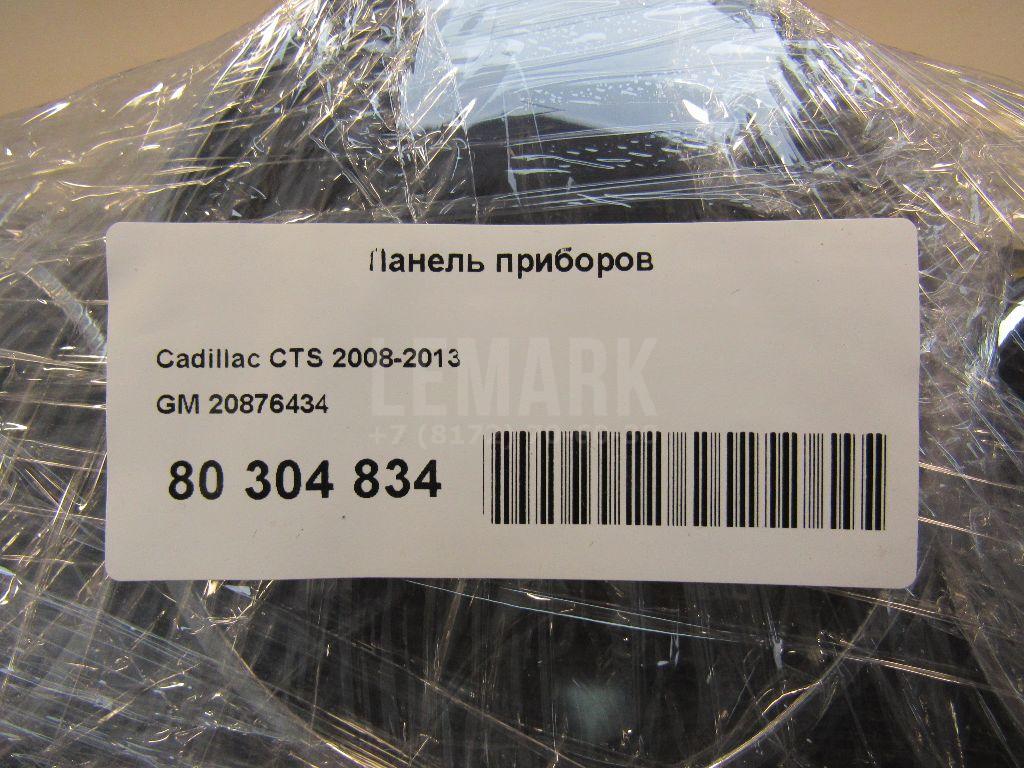 Панель приборов
Cadillac CTS 2008-2013
LEMARK
GM 20876434
80 304 834